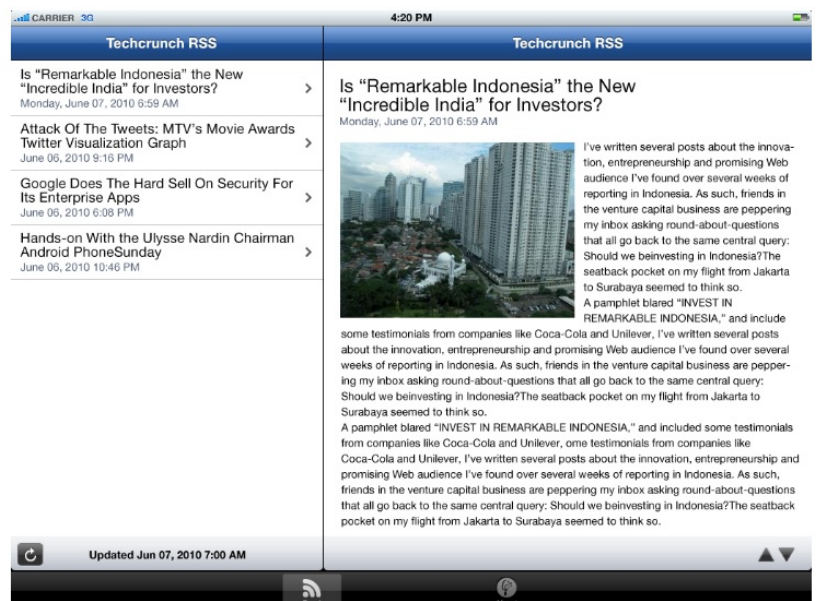 CARRIER 3G
4:20 PM
Techcrunch RSS
Is “Remarkable Indonesia” the New
“Incredible India” for Investors?
Monday, June 07, 2010 6:59 AM
Attack Of The Tweets: MTV’s Movie Awards
Twitter Visualization Graph
June 06, 2010 9:16 PM
Google Does The Hard Sell On Security For
Its Enterprise Apps
June 06, 2010 6:08 PM
Hands-on With the Ulysse Nardin Chairman
Android PhoneSunday
June 06, 2010 10:46 PM
Updated Jun 07, 2010 7:00 AM
Techcrunch RSS
Is “Remarkable Indonesia” the New
“Incredible India” for Investors?
Monday, June 07, 2010 6:59 AM
I’ve written several posts about the innova-
tion, entrepreneurship and promising Web
audience I’ve found over several weeks of
reporting in Indonesia. As such, friends in
the venture capital business are peppering
my inbox asking round-about-questions
that all go back to the same central query:
Should we beinvesting in Indonesia?The
seatback pocket on my flight from Jakarta
to Surabaya seemed to think so.
A pamphlet blared “INVEST IN
REMARKABLE INDONESIA,” and include
some testimonials from companies like Coca-Cola and Unilever, I’ve written several posts
about the innovation, entrepreneurship and promising Web audience I’ve found over several
weeks of reporting in Indonesia. As such, friends in the venture capital business are pepper-
ing my inbox asking round-about-questions that all go back to the same central query:
Should we beinvesting in Indonesia?The seatback pocket on my flight from Jakarta to
Surabaya seemed to think so.
A pamphlet blared “INVEST IN REMARKABLE INDONESIA,” and included some testimonials
from companies like Coca-Cola and Unilever, ome testimonials from companies like
Coca-Cola and Unilever, I’ve written several posts about the innovation, entrepreneurship and
promising Web audience I’ve found over several weeks of reporting in Indonesia. As such,
friends in the venture capital business are peppering my inbox asking round-about-questions
that all go back to the same central query: Should we beinvesting in Indonesia?The seatback
pocket on my flight from Jakarta to Surabaya seemed to think so.